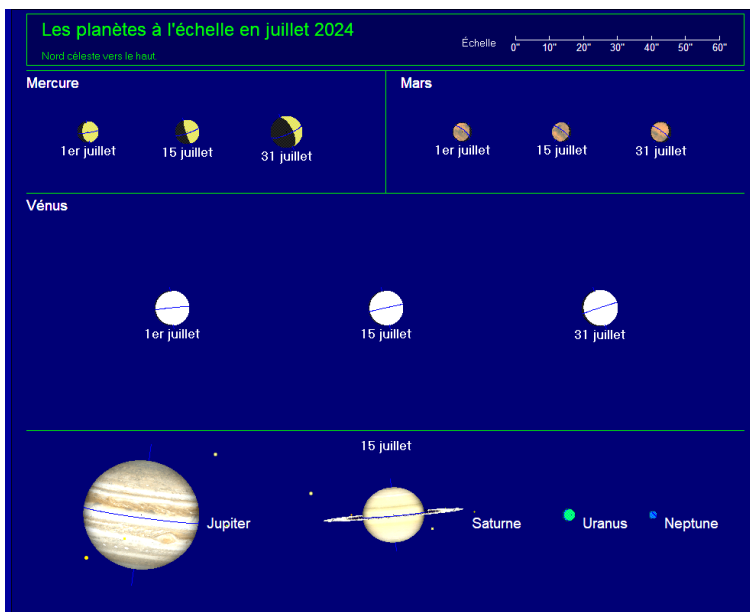 Les planètes à l'échelle en juillet 2024
Nord céleste vers le haut.
Échelle
0" 10" 20" 30" 40" 50" 60"
Mercure
1er juillet 15 juillet 31 juillet
Mars
1er juillet 15 juillet 31 juillet
Vénus
1er juillet 15 juillet 31 juillet
15 juillet
Jupiter Saturne Uranus Neptune